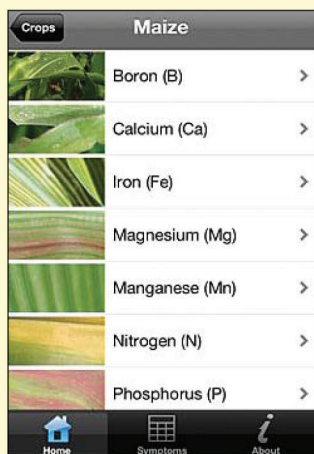 Crops
Maize
Boron (B)
Calcium (Ca)
Iron (Fe)
Magnesium (Mg)
Manganese (Mn)
Nitrogen (N)
Phosphorus (P)
Home
Symptoms
About